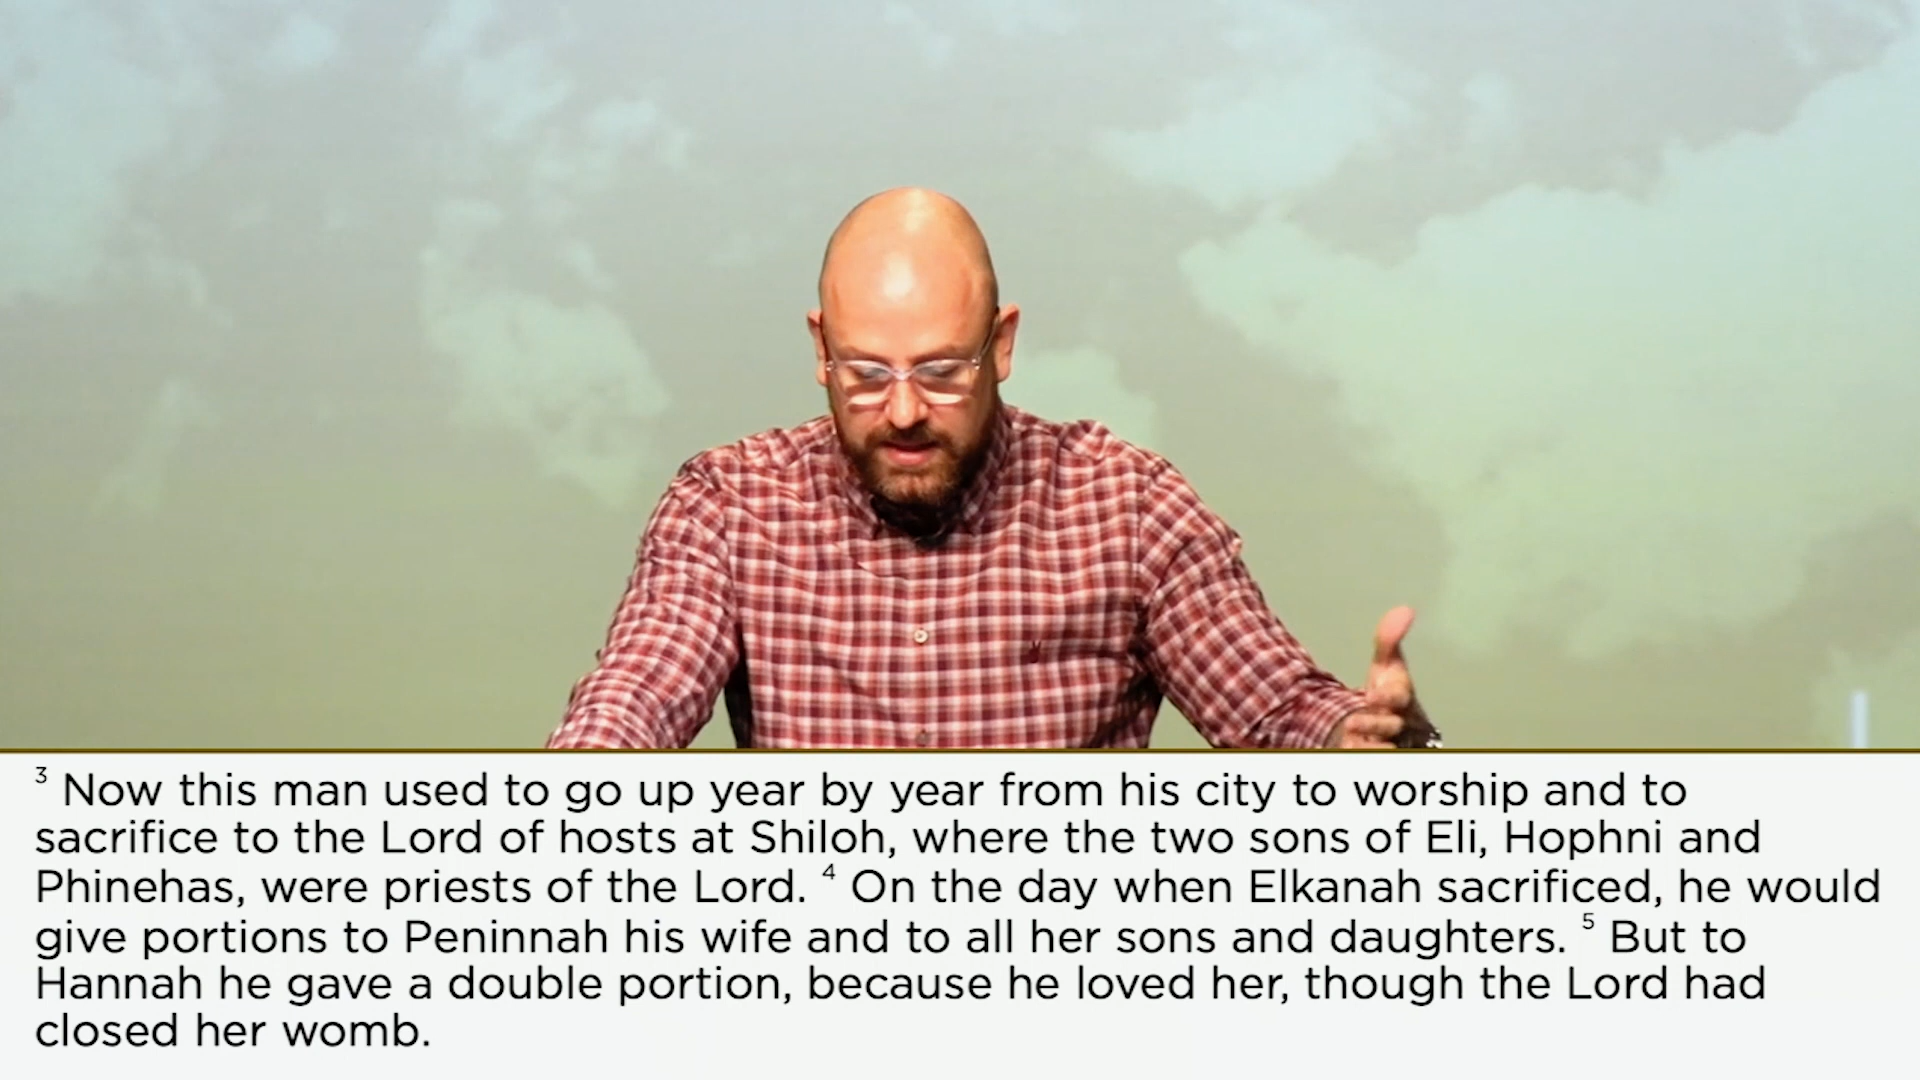 3 Now this man used to go up year by year from his city to worship and to
sacrifice to the Lord of hosts at Shiloh, where the two sons of Eli, Hophni and
Phinehas, were priests of the Lord. 4 On the day when Elkanah sacrificed, he would
give portions to Peninnah his wife and to all her sons and daughters. 5 But to
Hannah he gave a double portion, because he loved her, though the Lord had
closed her womb.